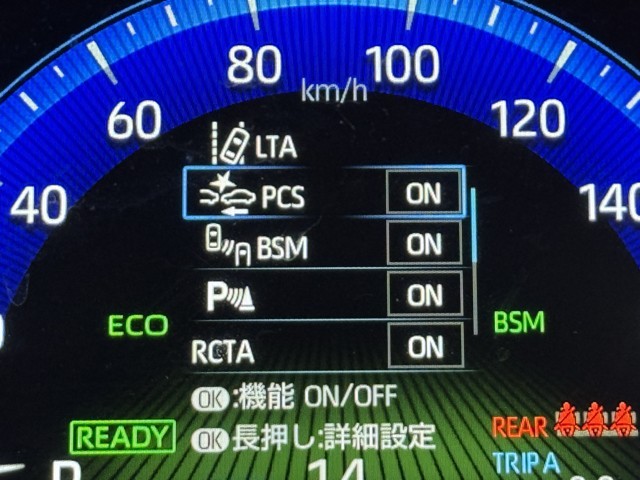 80 100
km/h
60 120
LTA
40 140
PCS ON
BSM ON
P ON
ECO BSM
RCTA ON
OK:機能 ON/OFF
READY OK長押し:詳細設定 REAR
TRIP A
14